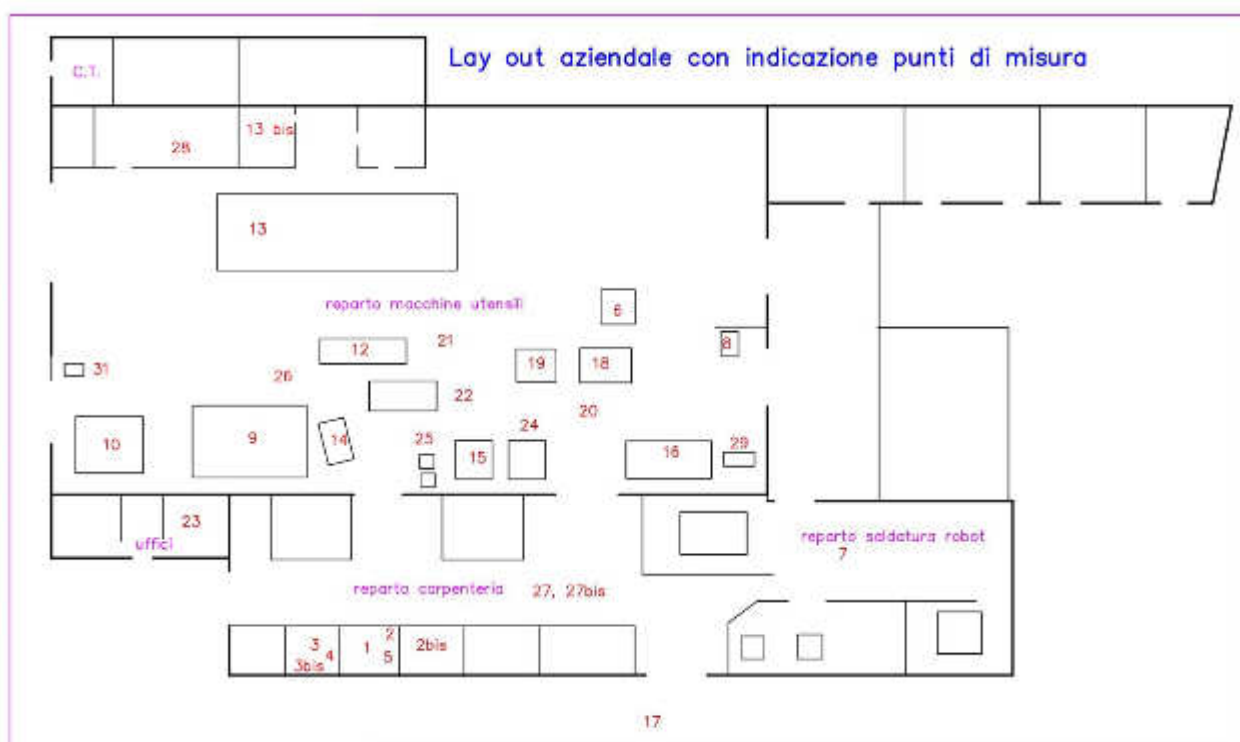 Lay out aziendale con indicazione punti di misura
C.T.
13 bis
28
13
reparto macchine utensili
6
21
8
12
19
18
31
26
22
20
24
25
29
10
9
14
15
16
23
uffici
reparto saldatura robot
7
reparto carpenteria
27, 27bis
2
3
1
2bis
4
5
3bis
17